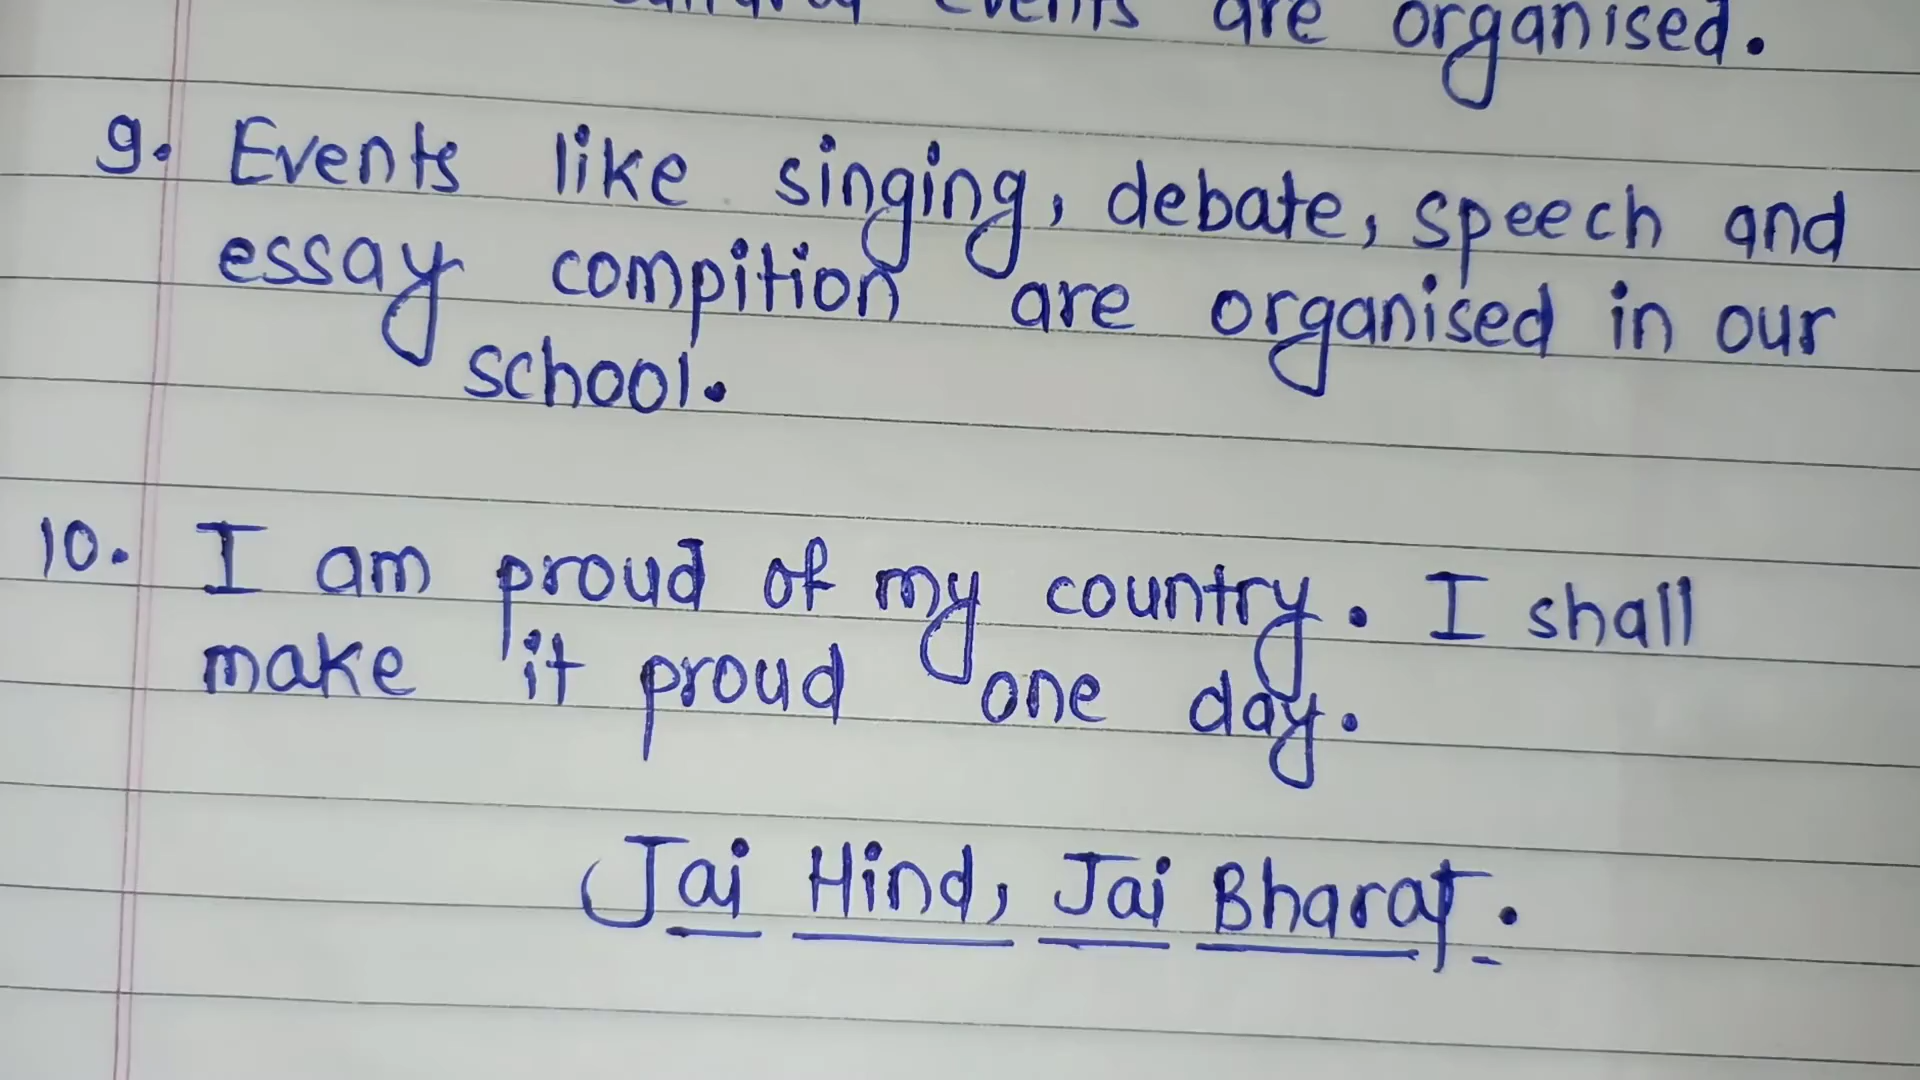 events are organised.
9. Events like singing, debate, speech and
essay compition are organised in our
school.
10. I am proud of my country. I shall
make it proud one day.
Jai Hind, Jai Bharat.